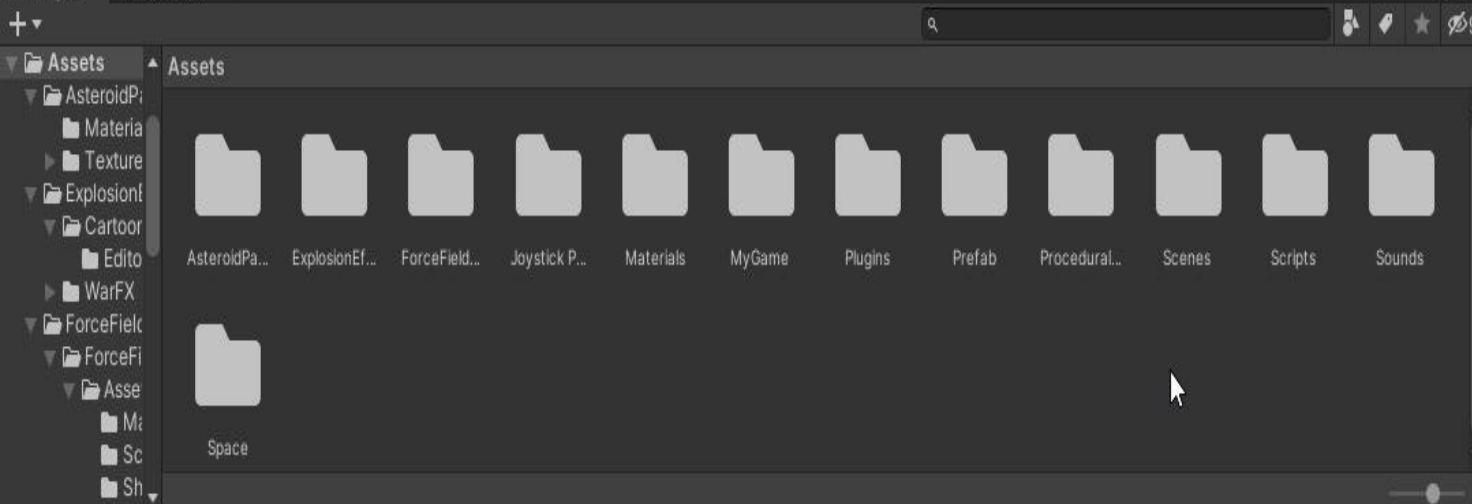 Assets
AsteroidPa
Materia
Texture
ExplosionE
Cartoor
Edito
WarFX
ForceField
ForceFi
Asse
Ma
Sc
Sh
Assets
AsteroidPa... ExplosionEf... ForceField... Joystick P... Materials MyGame Plugins Prefab Procedural... Scenes Scripts Sounds
Space